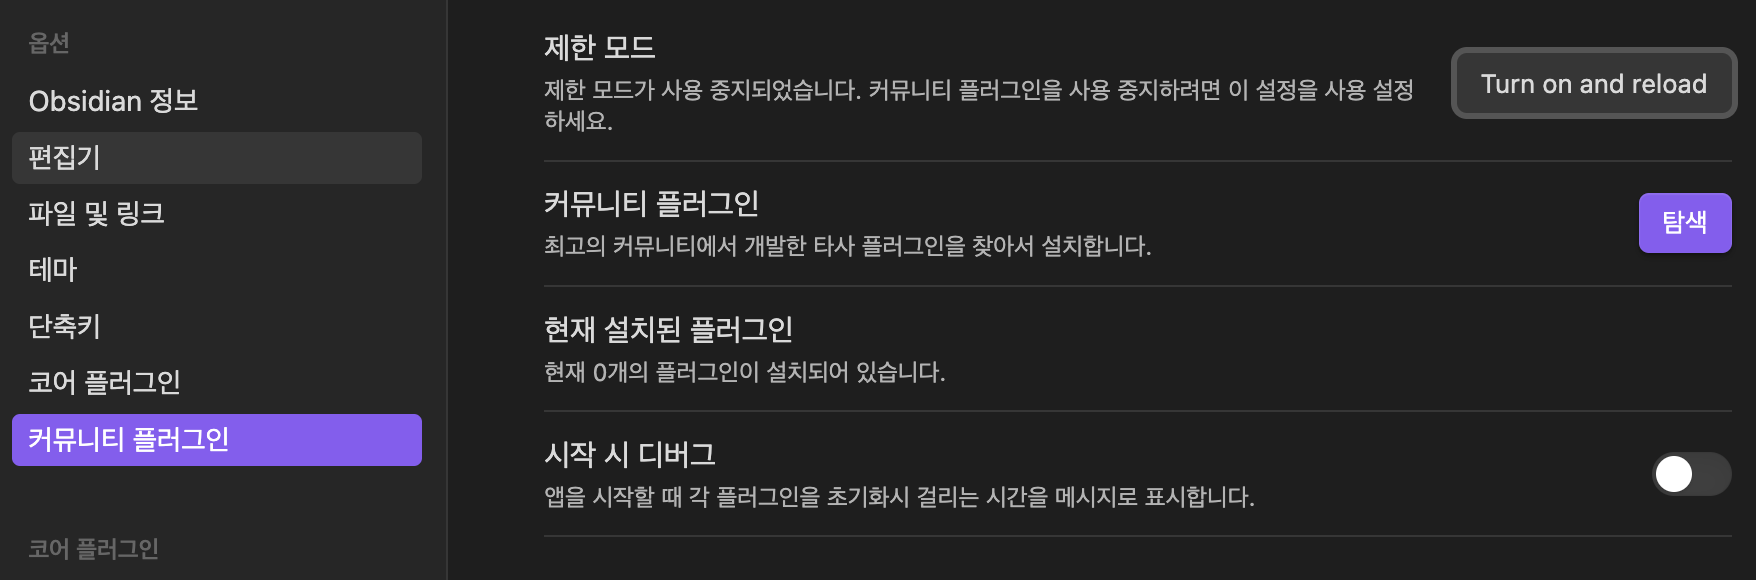 옵션
Obsidian 정보
편집기
파일 및 링크
테마
단축키
코어 플러그인
커뮤니티 플러그인
코어 플러그인
제한 모드
제한 모드가 사용 중지되었습니다. 커뮤니티 플러그인을 사용 중지하려면 이 설정을 사용 설정
하세요.
Turn on and reload
커뮤니티 플러그인
최고의 커뮤니티에서 개발한 타사 플러그인을 찾아서 설치합니다.
탐색
현재 설치된 플러그인
현재 0개의 플러그인이 설치되어 있습니다.
시작 시 디버그
앱을 시작할 때 각 플러그인을 초기화시 걸리는 시간을 메시지로 표시합니다.